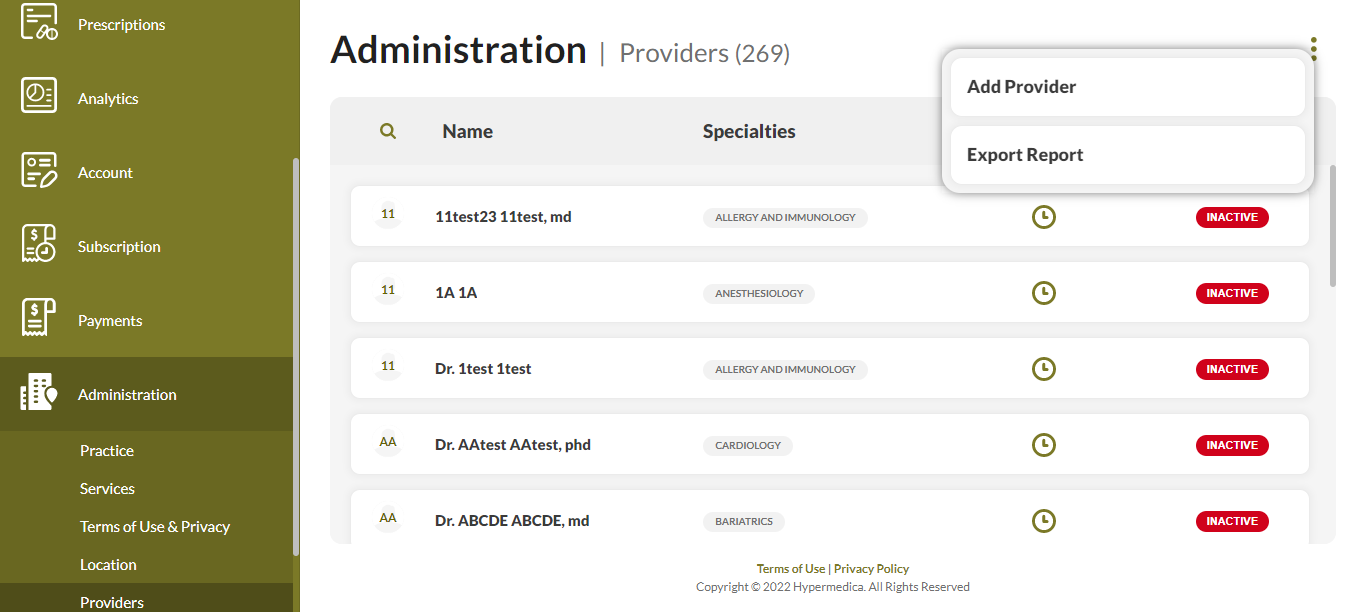 Prescriptions
Analytics
Account
Subscription
Payments
Administration
Practice
Services
Terms of Use & Privacy
Location
Providers
Administration | Providers (269)
Add Provider
Export Report
Name Specialties
11 11test23 11test, md ALLERGY AND IMMUNOLOGY INACTIVE
11 1A 1A ANESTHESIOLOGY INACTIVE
11 Dr. 1test 1test ALLERGY AND IMMUNOLOGY INACTIVE
AA Dr. AAtest AAtest, phd CARDIOLOGY INACTIVE
AA Dr. ABCDE ABCDE, md BARIATRICS INACTIVE
Terms of Use | Privacy Policy
Copyright © 2022 Hypermedica. All Rights Reserved